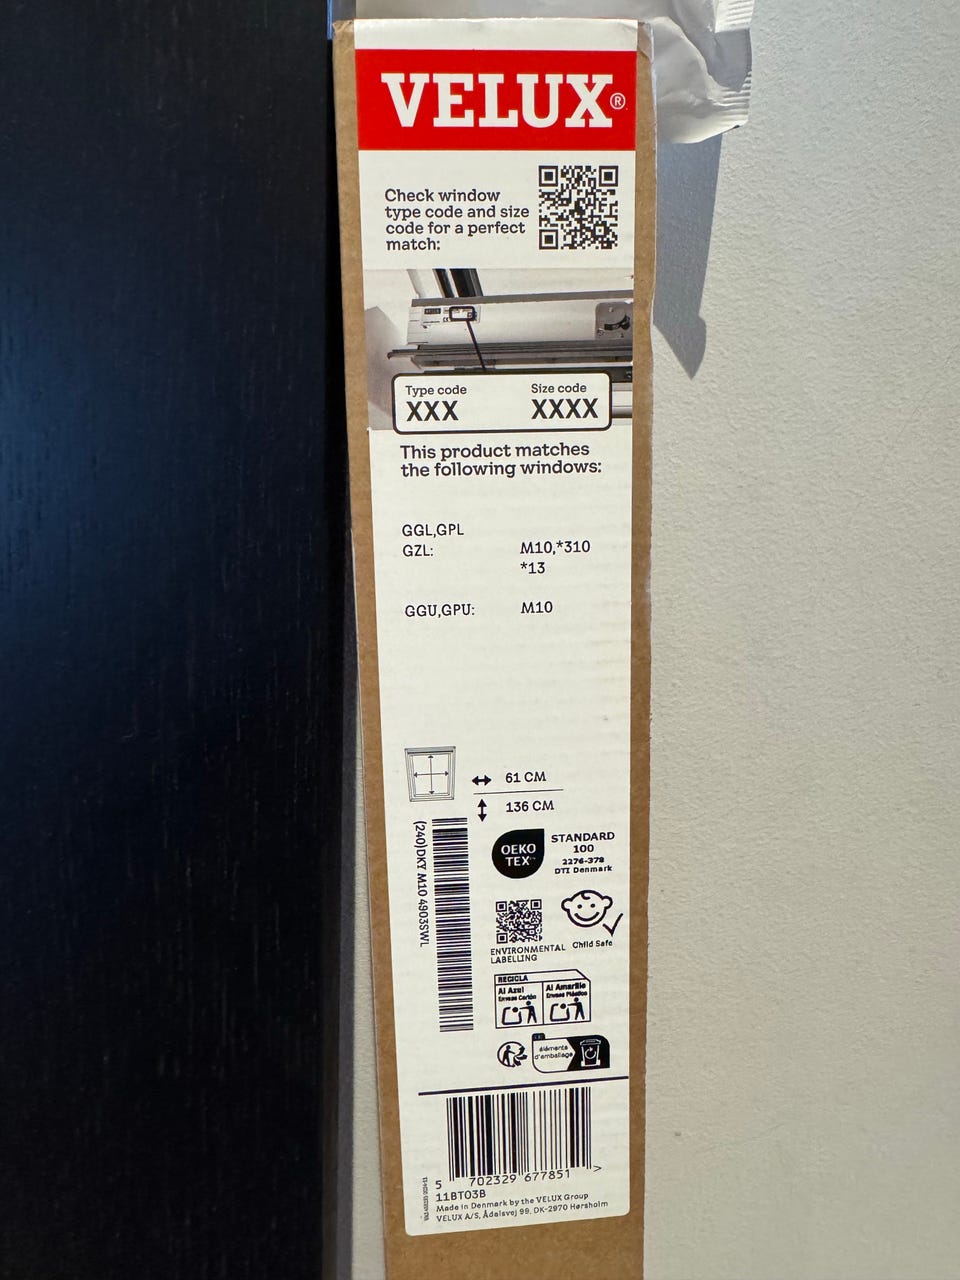 VELUX®
Check window
type code and size
code for a perfect
match:
Type code
XXX
Size code
XXXX
This product matches
the following windows:
GGL,GPL
GZL: M10,*310
*13
GGU,GPU: M10
61 CM
136 CM
(240)DKY M10 4903SWL
OEKO
TEX™
STANDARD
100
2276-378
DTI Denmark
ENVIRONMENTAL
LABELLING
Child Safe
RECICLA
Al Azul
Envase Cartón
Al Amarillo
Envase Plástico
éléments
d'emballage
5 702329 677851 >
11BT03B
Made in Denmark by the VELUX Group
VELUX A/S, Ådalsvej 99, DK-2970 Hørsholm